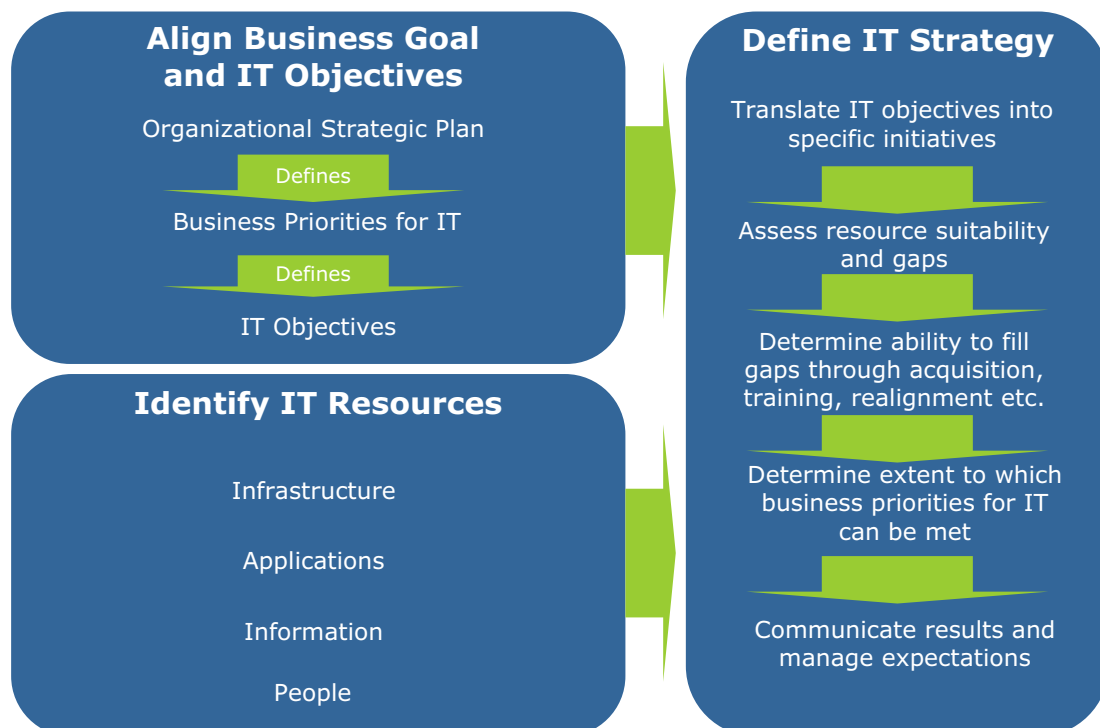 Align Business Goal
and IT Objectives
Organizational Strategic Plan
Defines
Business Priorities for IT
Defines
IT Objectives
Identify IT Resources
Infrastructure
Applications
Information
People
Define IT Strategy
Translate IT objectives into
specific initiatives
Assess resource suitability
and gaps
Determine ability to fill
gaps through acquisition,
training, realignment etc.
Determine extent to which
business priorities for IT
can be met
Communicate results and
manage expectations